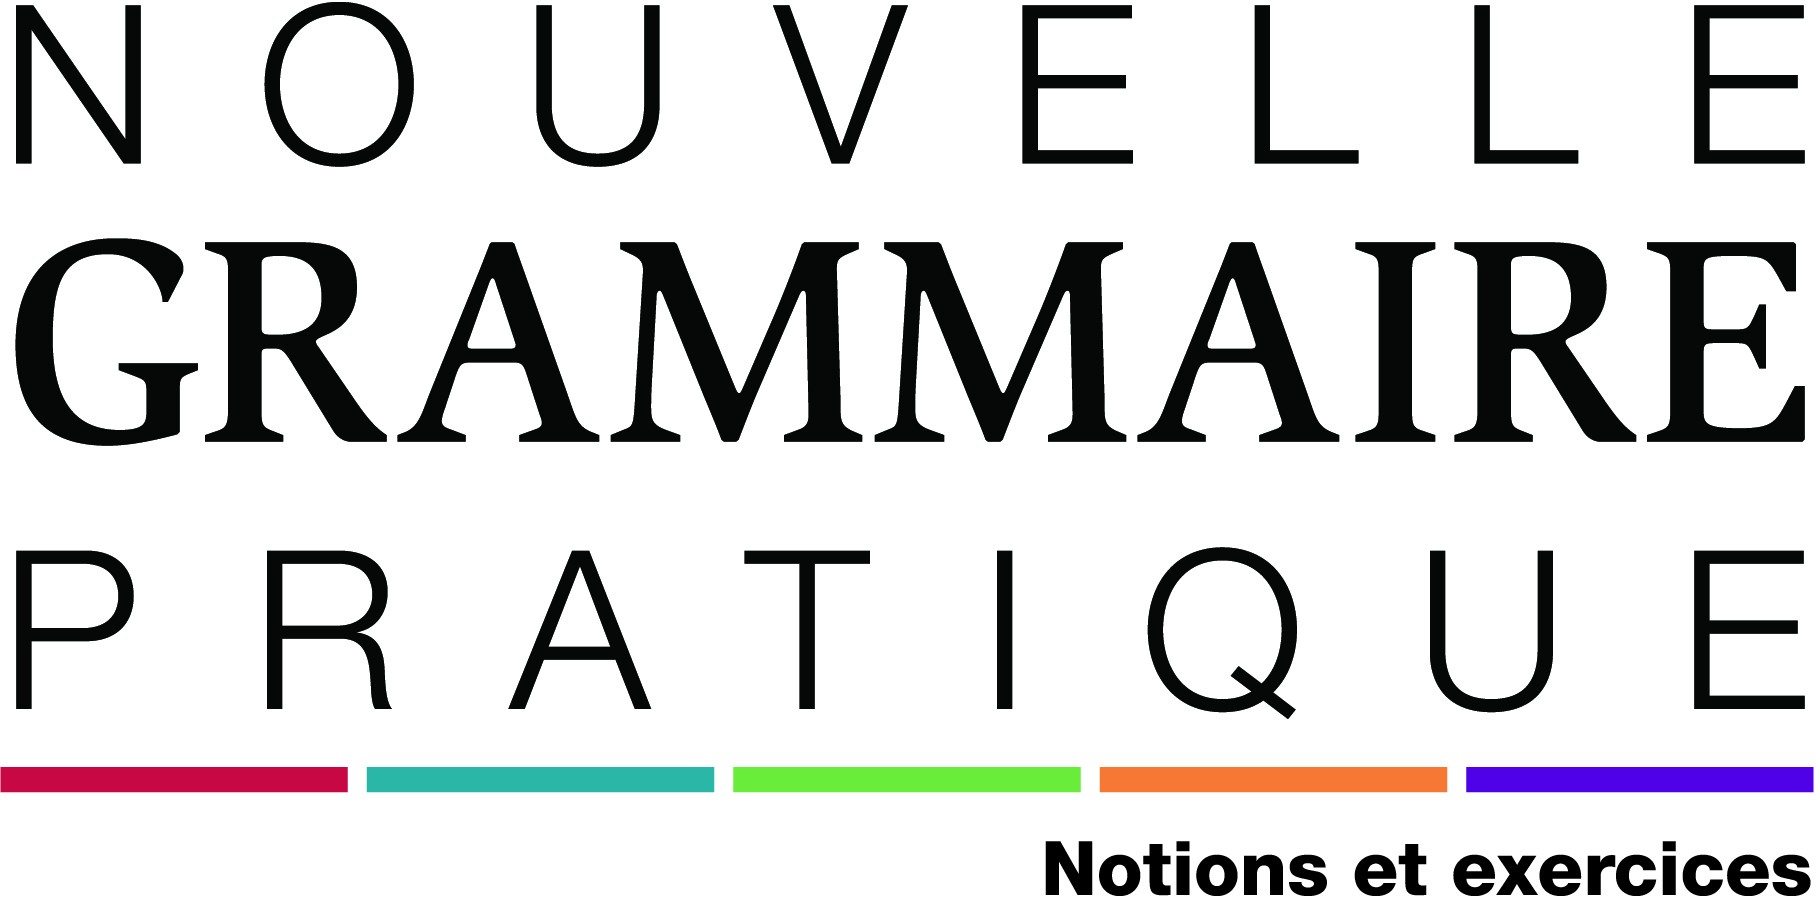 NOUVELLE
GRAMMAIRE
PRATIQUE
Notions et exercices